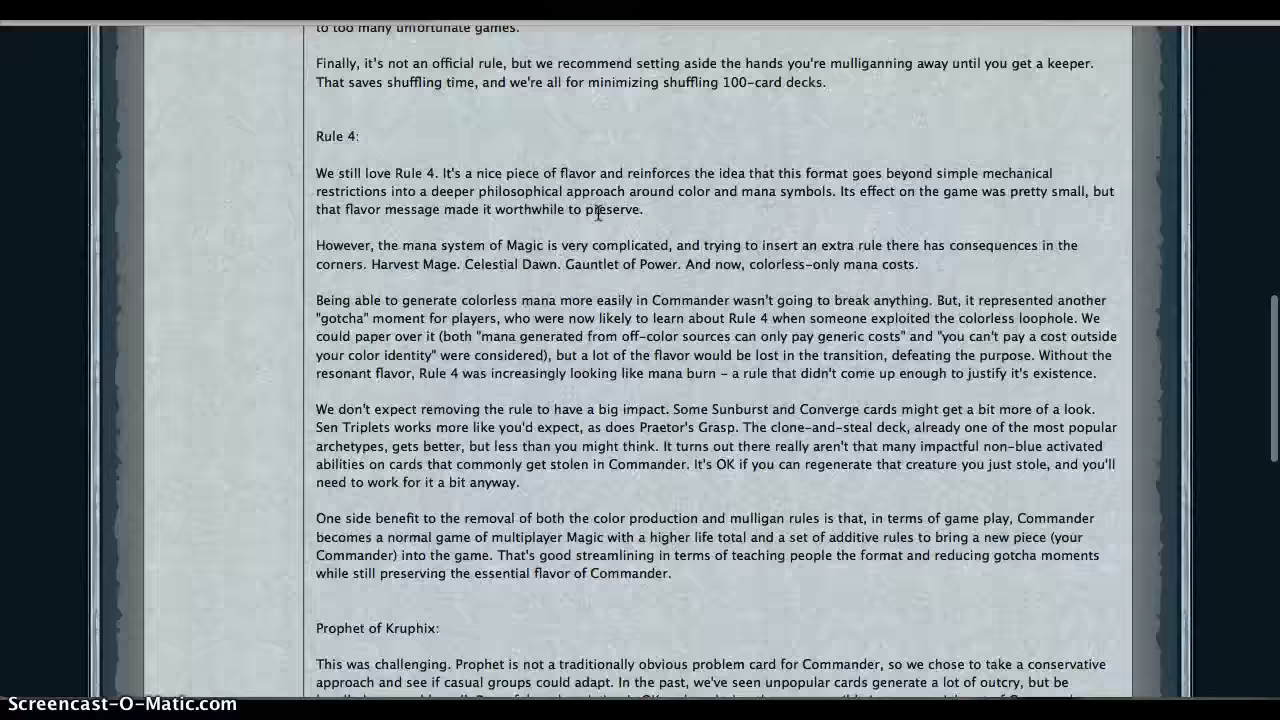 to too many unfortunate games.
Finally, it's not an official rule, but we recommend setting aside the hands you're mulliganning away until you get a keeper.
That saves shuffling time, and we're all for minimizing shuffling 100-card decks.
Rule 4:
We still love Rule 4. It's a nice piece of flavor and reinforces the idea that this format goes beyond simple mechanical
restrictions into a deeper philosophical approach around color and mana symbols. Its effect on the game was pretty small, but
that flavor message made it worthwhile to preserve.
However, the mana system of Magic is very complicated, and trying to insert an extra rule there has consequences in the
corners. Harvest Mage. Celestial Dawn. Gauntlet of Power. And now, colorless-only mana costs.
Being able to generate colorless mana more easily in Commander wasn't going to break anything. But, it represented another
"gotcha" moment for players, who were now likely to learn about Rule 4 when someone exploited the colorless loophole. We
could paper over it (both "mana generated from off-color sources can only pay generic costs" and "you can't pay a cost outside
your color identity" were considered), but a lot of the flavor would be lost in the transition, defeating the purpose. Without the
resonant flavor, Rule 4 was increasingly looking like mana burn - a rule that didn't come up enough to justify it's existence.
We don't expect removing the rule to have a big impact. Some Sunburst and Converge cards might get a bit more of a look.
Sen Triplets works more like you'd expect, as does Praetor's Grasp. The clone-and-steal deck, already one of the most popular
archetypes, gets better, but less than you might think. It turns out there really aren't that many impactful non-blue activated
abilities on cards that commonly get stolen in Commander. It's OK if you can regenerate that creature you just stole, and you'll
need to work for it a bit anyway.
One side benefit to the removal of both the color production and mulligan rules is that, in terms of game play, Commander
becomes a normal game of multiplayer Magic with a higher life total and a set of additive rules to bring a new piece (your
Commander) into the game. That's good streamlining in terms of teaching people the format and reducing gotcha moments
while still preserving the essential flavor of Commander.
Prophet of Kruphix:
This was challenging. Prophet is not a traditionally obvious problem card for Commander, so we chose to take a conservative
approach and see if casual groups could adapt. In the past, we've seen unpopular cards generate a lot of outcry, but be
Screencast-O-Matic.com